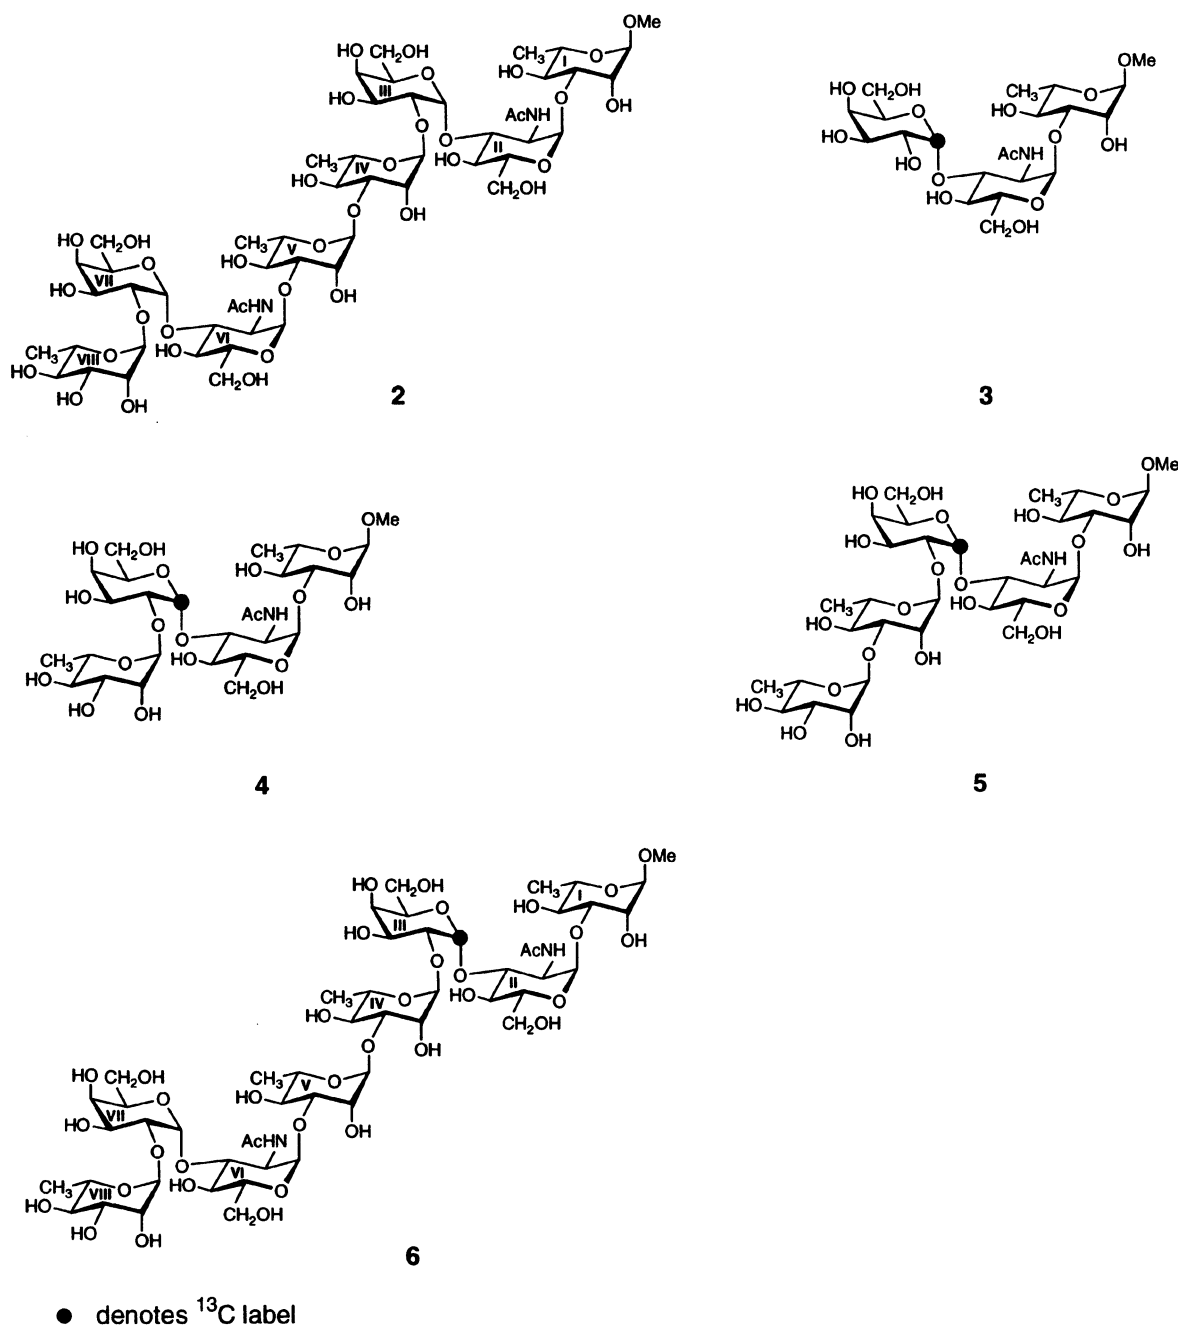 OMe
HO CH2OH CH3 O I
HO III O HO O OH
HO O AcNH
O O II
CH3 O IV HO O
HO CH2OH
O OH
HO CH2OH CH3 O V
HO VII O HO O OH
HO O AcHN
O O VI
CH3 O VIII HO O
HO CH2OH
HO OH
2
OMe
CH3 O
HO CH2OH HO O OH
HO O AcNH
HO O HO O
CH2OH
3
OMe
HO CH2OH CH3 O
HO O HO O OH
O O AcNH
CH3 O HO O
HO CH2OH
HO OH
4
OMe
HO CH2OH CH3 O
HO O HO O OH
O O AcNH
CH3 O HO O
HO CH2OH
O OH
CH3 O
HO
HO OH
5
OMe
HO CH2OH CH3 O I
HO III O HO O OH
O O AcNH
CH3 O IV HO II O
HO CH2OH
O OH
HO CH2OH CH3 O V
HO VII O HO O OH
O O AcHN
CH3 O VIII HO VI O
HO CH2OH
HO OH
6
● denotes 13C label